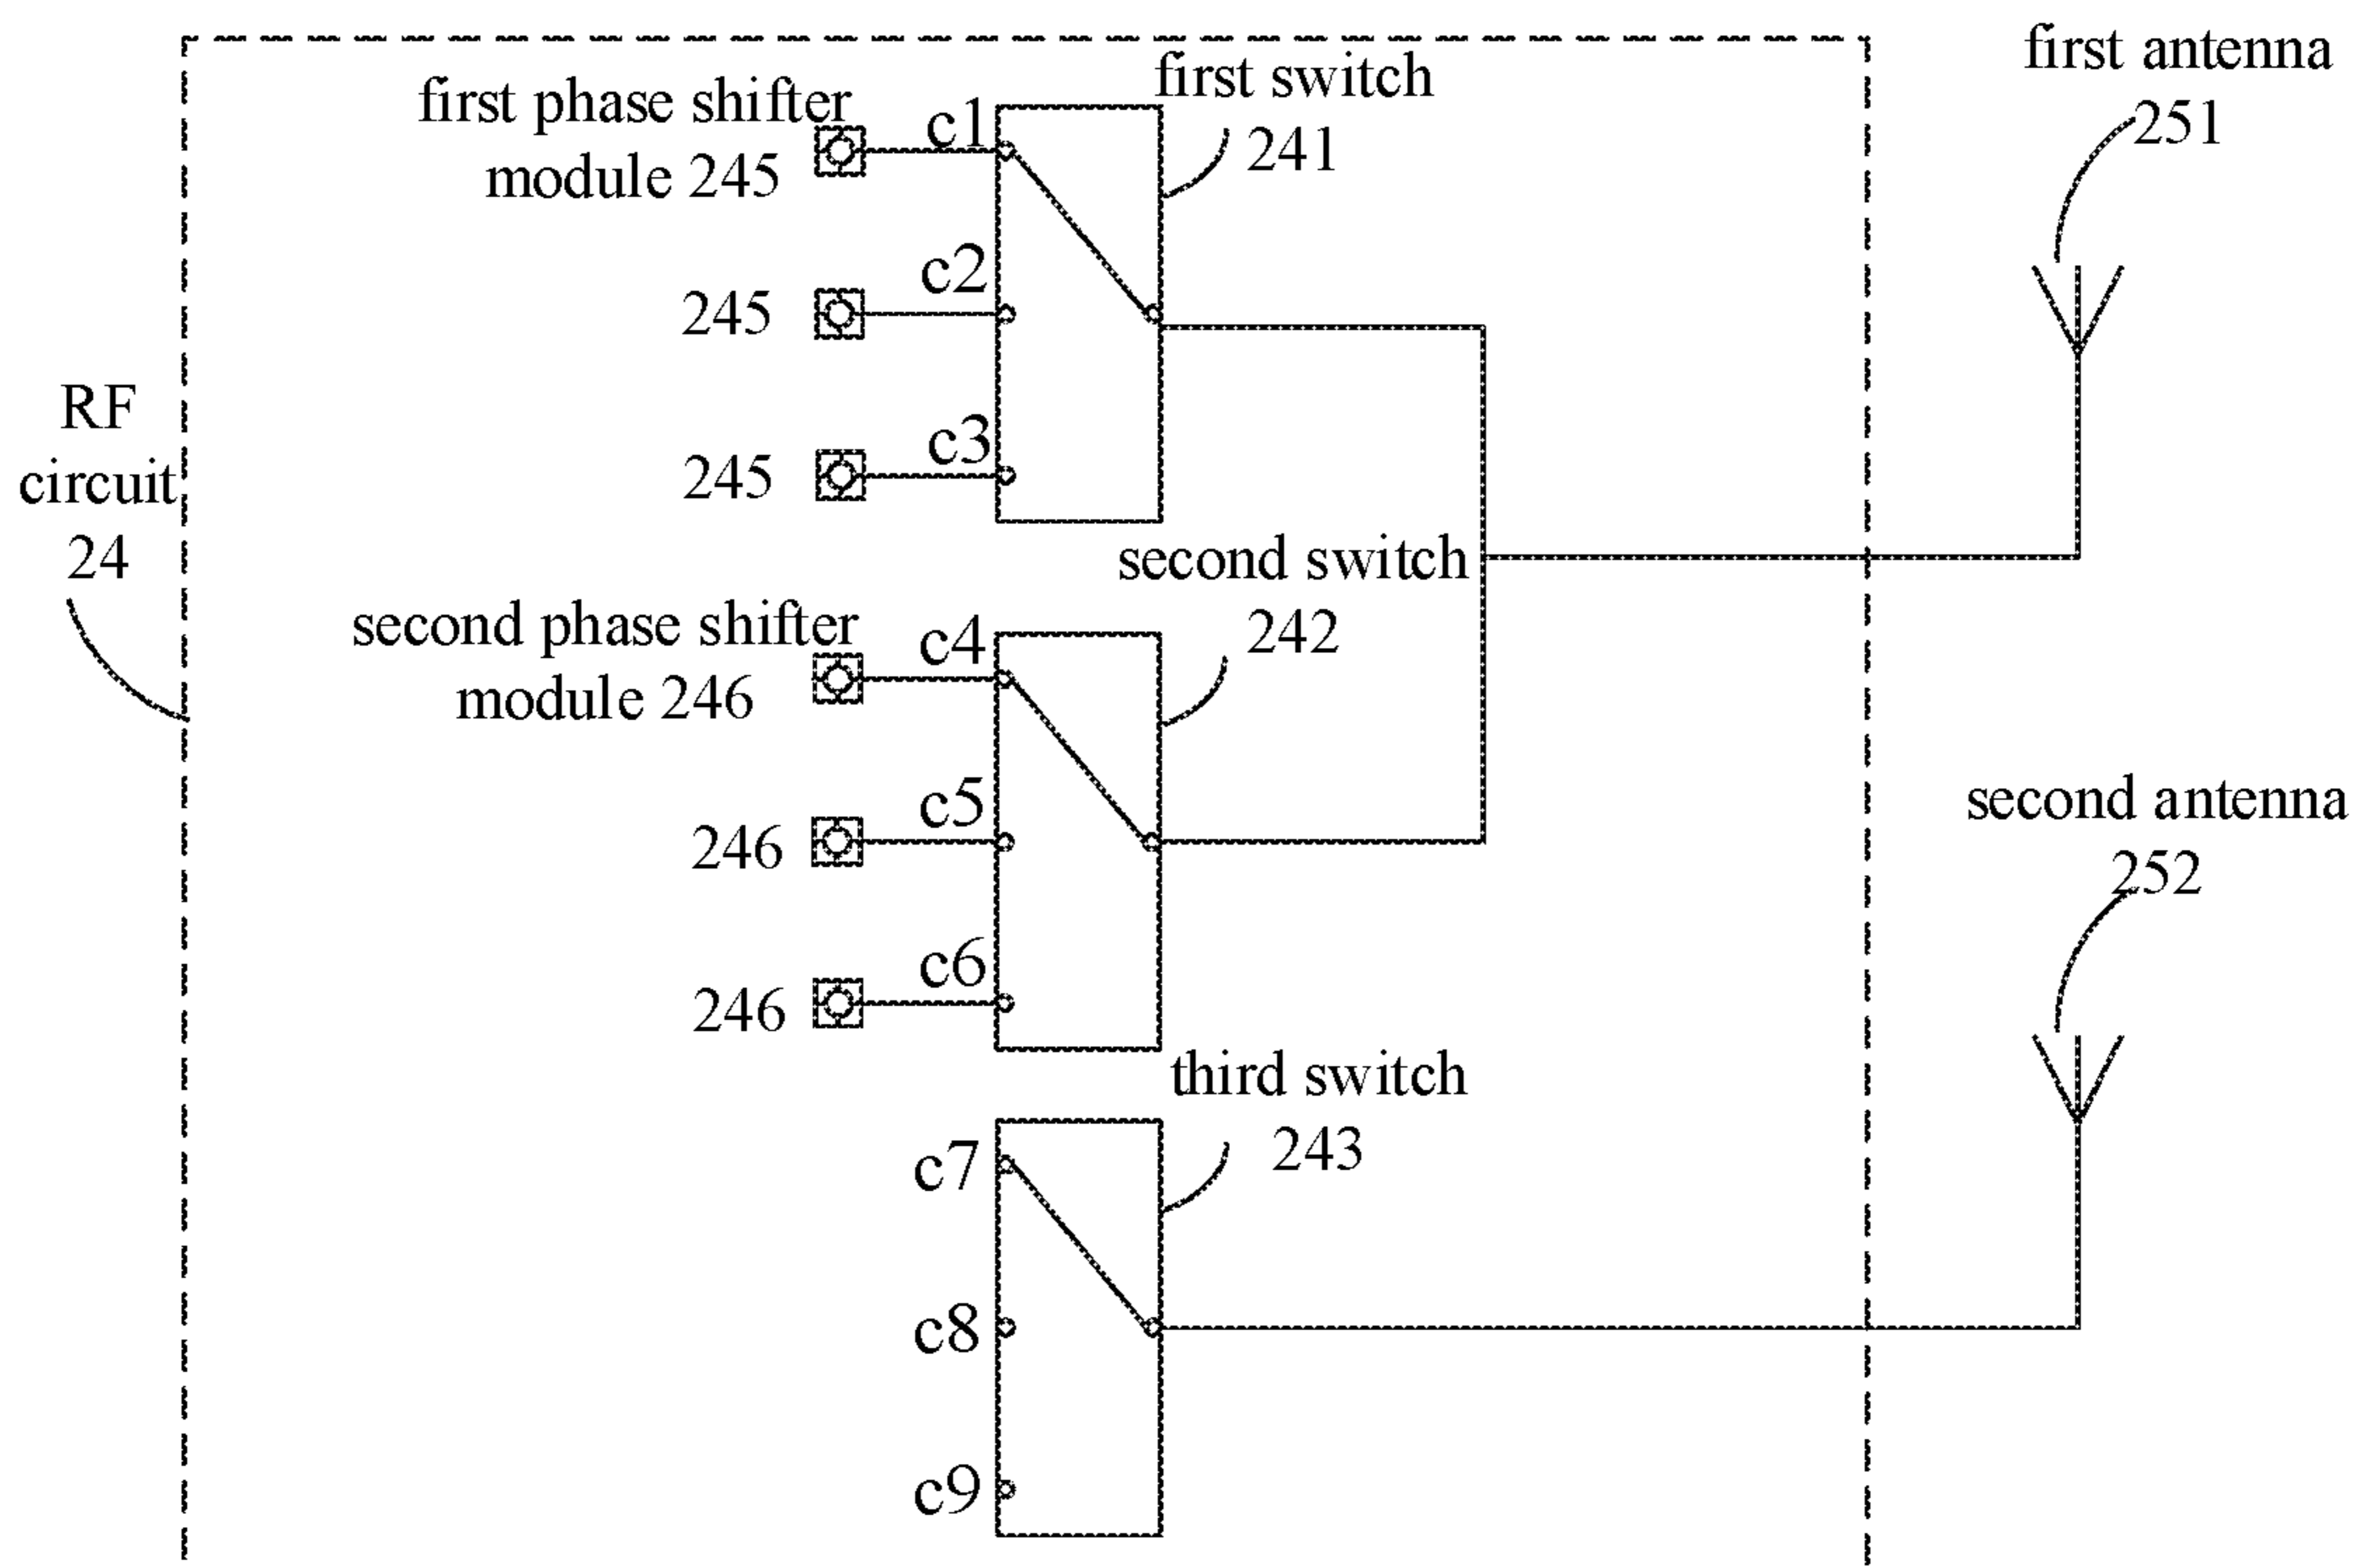 first antenna
251
first switch
241
first phase shifter
module 245
c1
c2
245
c3
245
RF
circuit
24
second switch
242
second phase shifter
module 246
c4
c5
246
c6
246
second antenna
252
third switch
243
c7
c8
c9